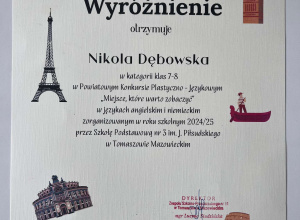 Wyróżnienie
otrzymuje
Nikola Dębowska
w kategorii klas 7-8
w Powiatowym Konkursie Plastyczno - Językowym
"Miejsce, które warto zobaczyć"
w językach angielskim i niemieckim
zorganizowanym w roku szkolnym 2024/25
przez Szkołę Podstawową nr 3 im. J. Piłsudskiego
w Tomaszowie Mazowieckim
DYREKTOR